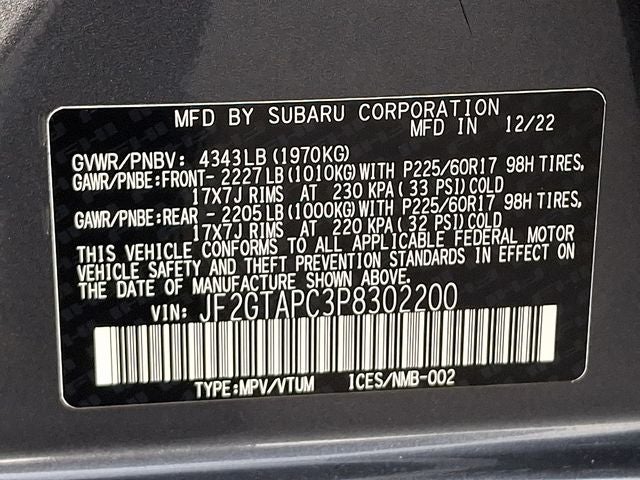 MFD BY SUBARU CORPORATION
MFD IN 12/22
GVWR/PNBV: 4343LB(1970KG)
GAWR/PNBE:FRONT-2227LB(1010KG)WITH P225/60R17 98H TIRES,
17X7J RIMS AT 230 KPA(33 PSI)COLD
GAWR/PNBE:REAR -2205LB(1000KG)WITH P225/60R17 98H TIRES,
17X7J RIMS AT 220 KPA(32 PSI)COLD
THIS VEHICLE CONFORMS TO ALL APPLICABLE FEDERAL MOTOR
VEHICLE SAFETY AND THEFT PREVENTION STANDARDS IN EFFECT ON
THE DATE OF MANUFACTURE SHOWN ABOVE.
VIN: JF2GTAPC3P8302200
TYPE:MPV/VTUM ICES/NMB-002